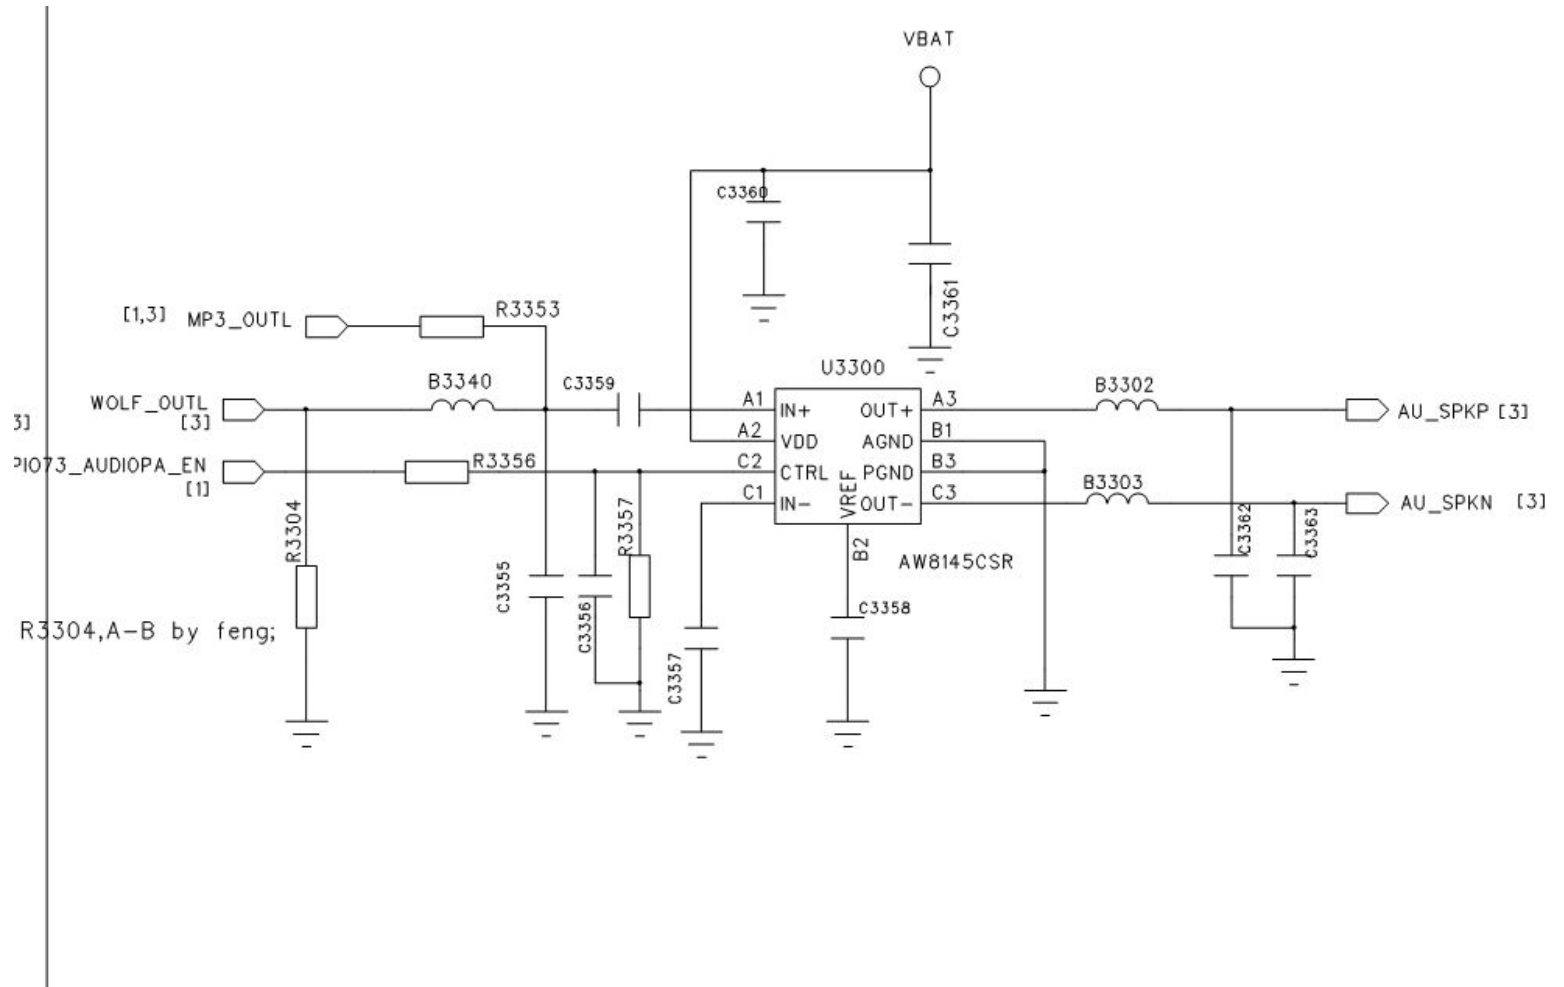 VBAT
C3360
C3361
[1,3] MP3_OUTL
R3353
U3300
B3340
C3359
WOLF_OUTL
[3]
3]
A1
IN+
OUT+
A3
B3302
AU_SPKP [3]
A2
VDD
AGND
B1
PIO73_AUDIOPA_EN
[1]
R3356
C2
CTRL
PGND
B3
B3303
C1
IN-
VREF
OUT-
C3
AU_SPKN [3]
R3304
R3357
B2
AW8145CSR
C3362
C3363
C3355
C3356
C3358
R3304,A-B by feng;
C3357